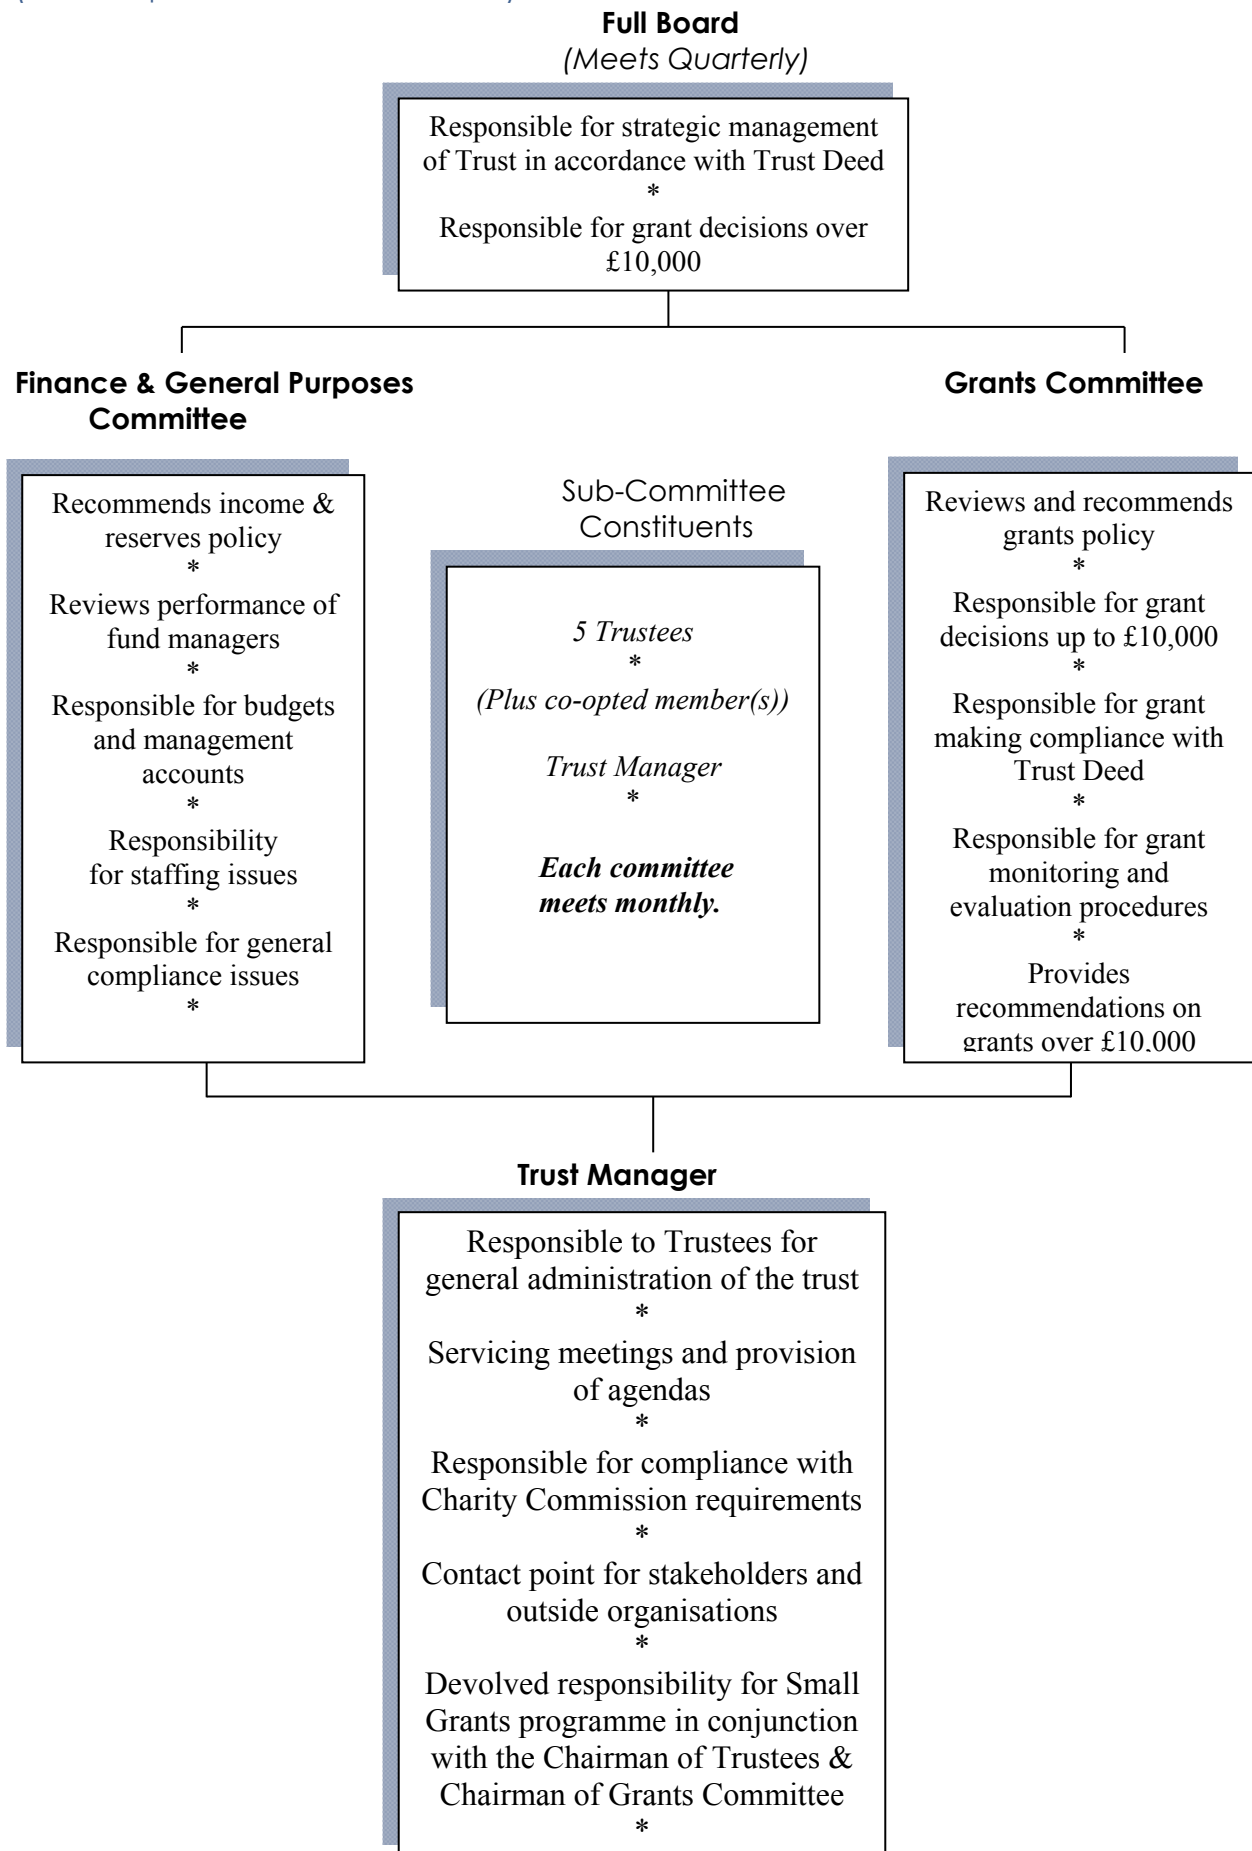 Full Board
(Meets Quarterly)
Responsible for strategic management
of Trust in accordance with Trust Deed
*
Responsible for grant decisions over
£10,000
Finance & General Purposes
Committee
Recommends income &
reserves policy
*
Reviews performance of
fund managers
*
Responsible for budgets
and management
accounts
*
Responsibility
for staffing issues
*
Responsible for general
compliance issues
*
Sub-Committee
Constituents
5 Trustees
*
(Plus co-opted member(s))
Trust Manager
*
Each committee
meets monthly.
Grants Committee
Reviews and recommends
grants policy
*
Responsible for grant
decisions up to £10,000
*
Responsible for grant
making compliance with
Trust Deed
*
Responsible for grant
monitoring and
evaluation procedures
*
Provides
recommendations on
grants over £10,000
Trust Manager
Responsible to Trustees for
general administration of the trust
*
Servicing meetings and provision
of agendas
*
Responsible for compliance with
Charity Commission requirements
*
Contact point for stakeholders and
outside organisations
*
Devolved responsibility for Small
Grants programme in conjunction
with the Chairman of Trustees &
Chairman of Grants Committee
*